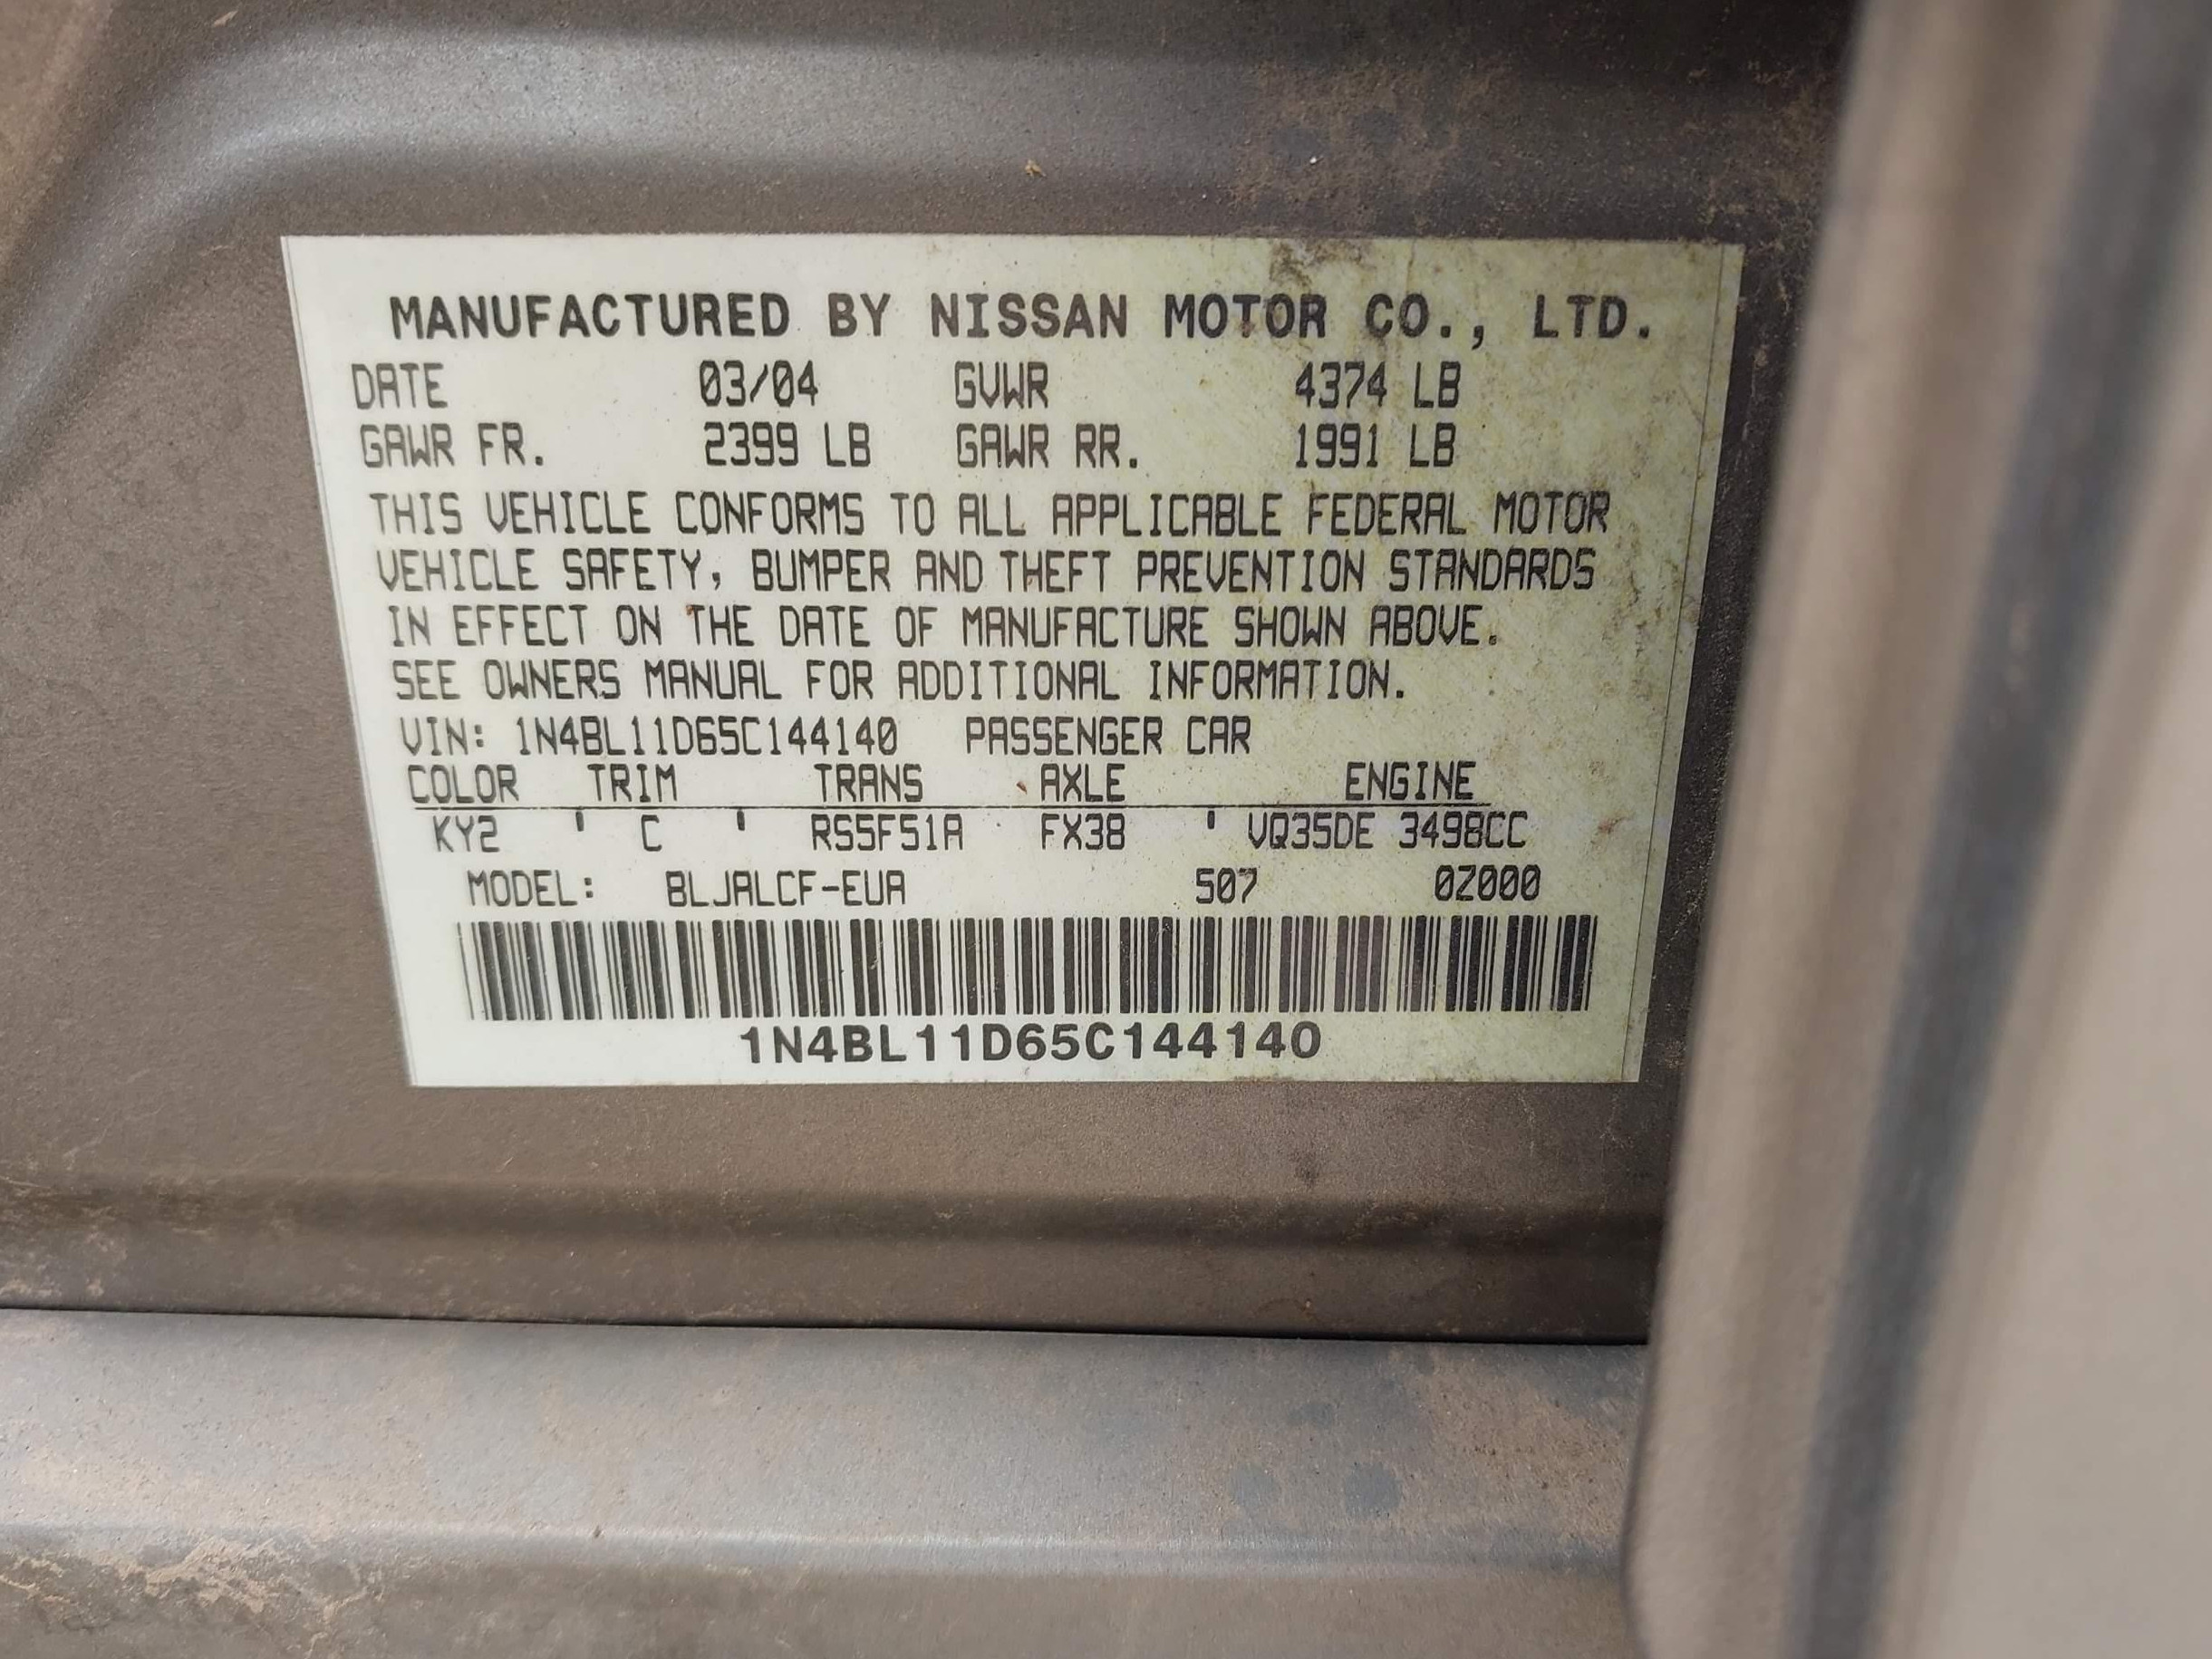 MANUFACTURED BY NISSAN MOTOR CO., LTD.
DATE 03/04 GVWR 4374 LB
GAWR FR. 2399 LB GAWR RR. 1991 LB
THIS VEHICLE CONFORMS TO ALL APPLICABLE FEDERAL MOTOR
VEHICLE SAFETY, BUMPER AND THEFT PREVENTION STANDARDS
IN EFFECT ON THE DATE OF MANUFACTURE SHOWN ABOVE.
SEE OWNERS MANUAL FOR ADDITIONAL INFORMATION.
VIN: 1N4BL11D65C144140 PASSENGER CAR
COLOR TRIM TRANS AXLE ENGINE
KY2 ' C ' RS5F51A FX38 ' VQ35DE 3498CC
MODEL: BLJALCF-EUA 507 0Z000
1N4BL11D65C144140